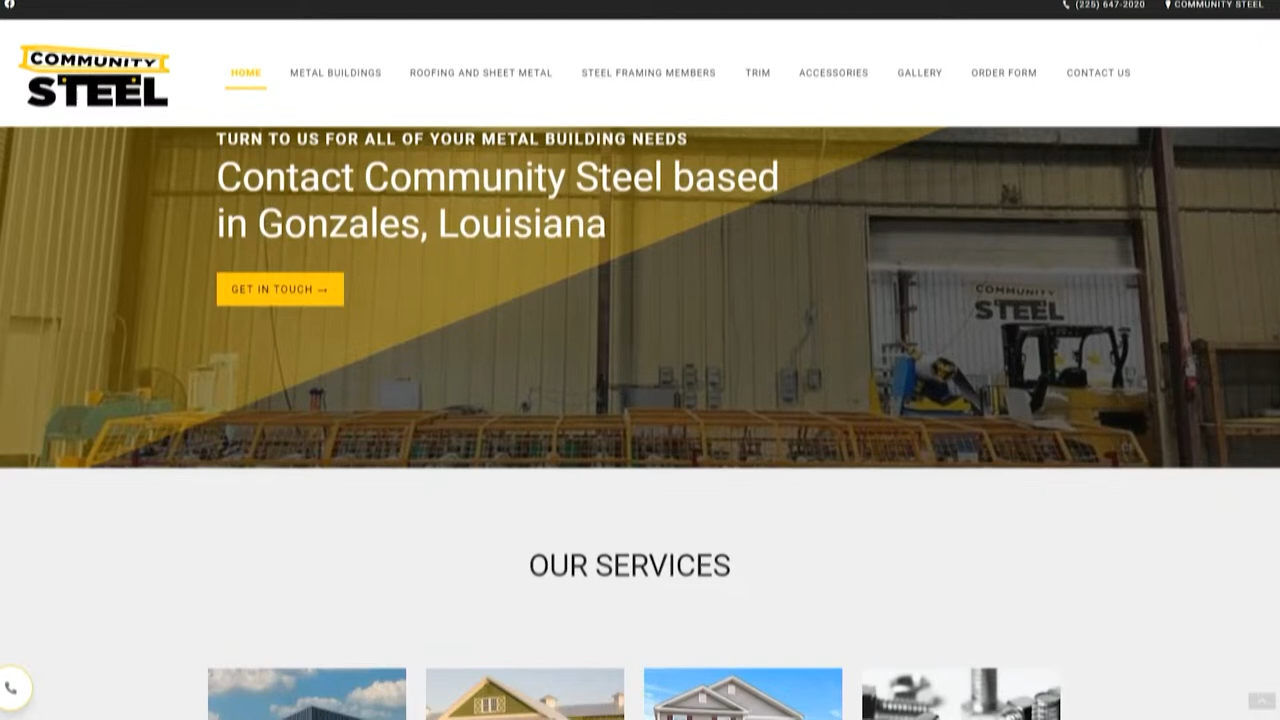 (225) 647-2020 COMMUNITY STEEL
COMMUNITY
STEEL
HOME METAL BUILDINGS ROOFING AND SHEET METAL STEEL FRAMING MEMBERS TRIM ACCESSORIES GALLERY ORDER FORM CONTACT US
TURN TO US FOR ALL OF YOUR METAL BUILDING NEEDS
Contact Community Steel based
in Gonzales, Louisiana
GET IN TOUCH →
COMMUNITY
STEEL
OUR SERVICES